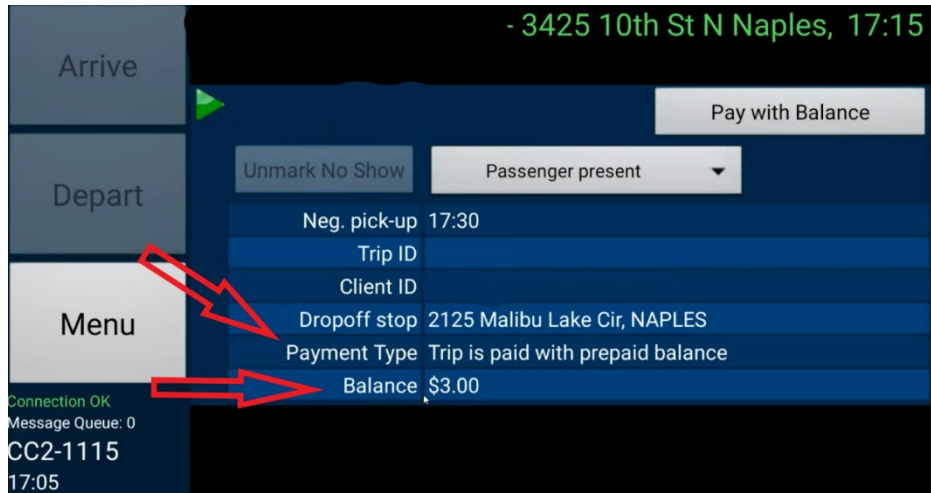 - 3425 10th St N Naples, 17:15
Arrive
Pay with Balance
Unmark No Show
Passenger present
Depart
Neg. pick-up 17:30
Trip ID
Client ID
Menu
Dropoff stop 2125 Malibu Lake Cir, NAPLES
Payment Type Trip is paid with prepaid balance
Balance $3.00
Connection OK
Message Queue: 0
CC2-1115
17:05